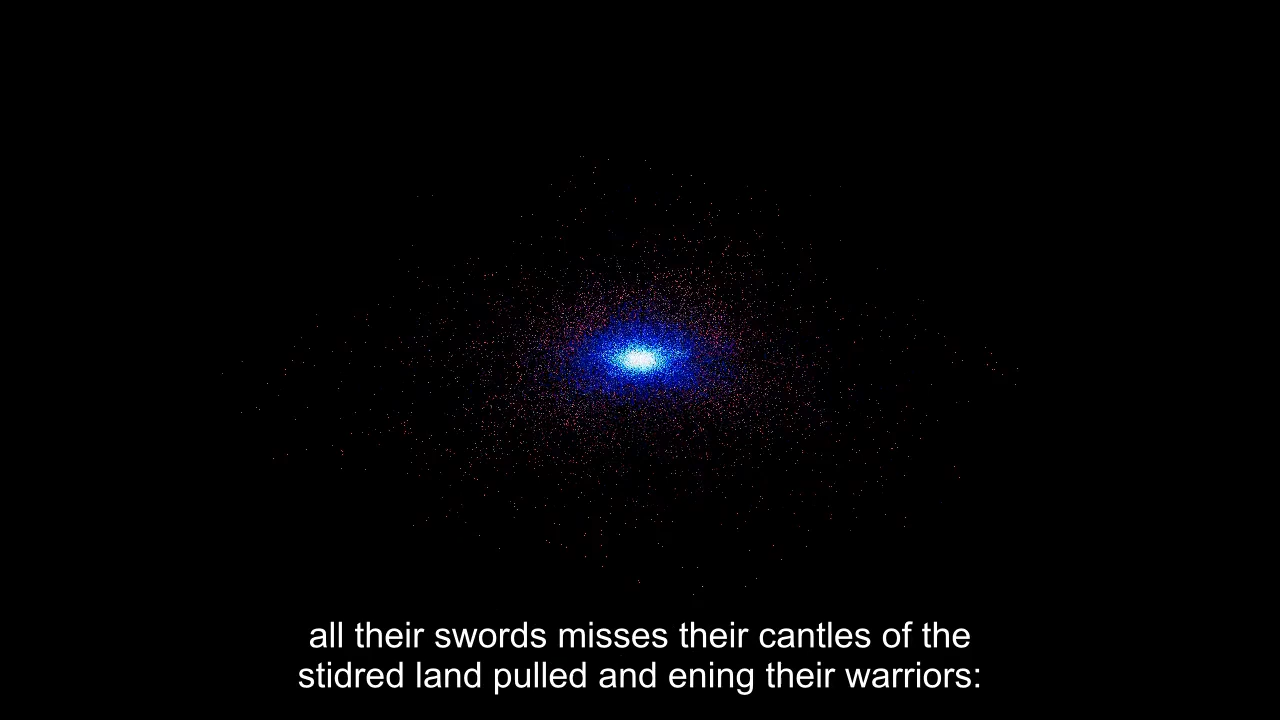 all their swords misses their cantles of the
stidred land pulled and ening their warriors: